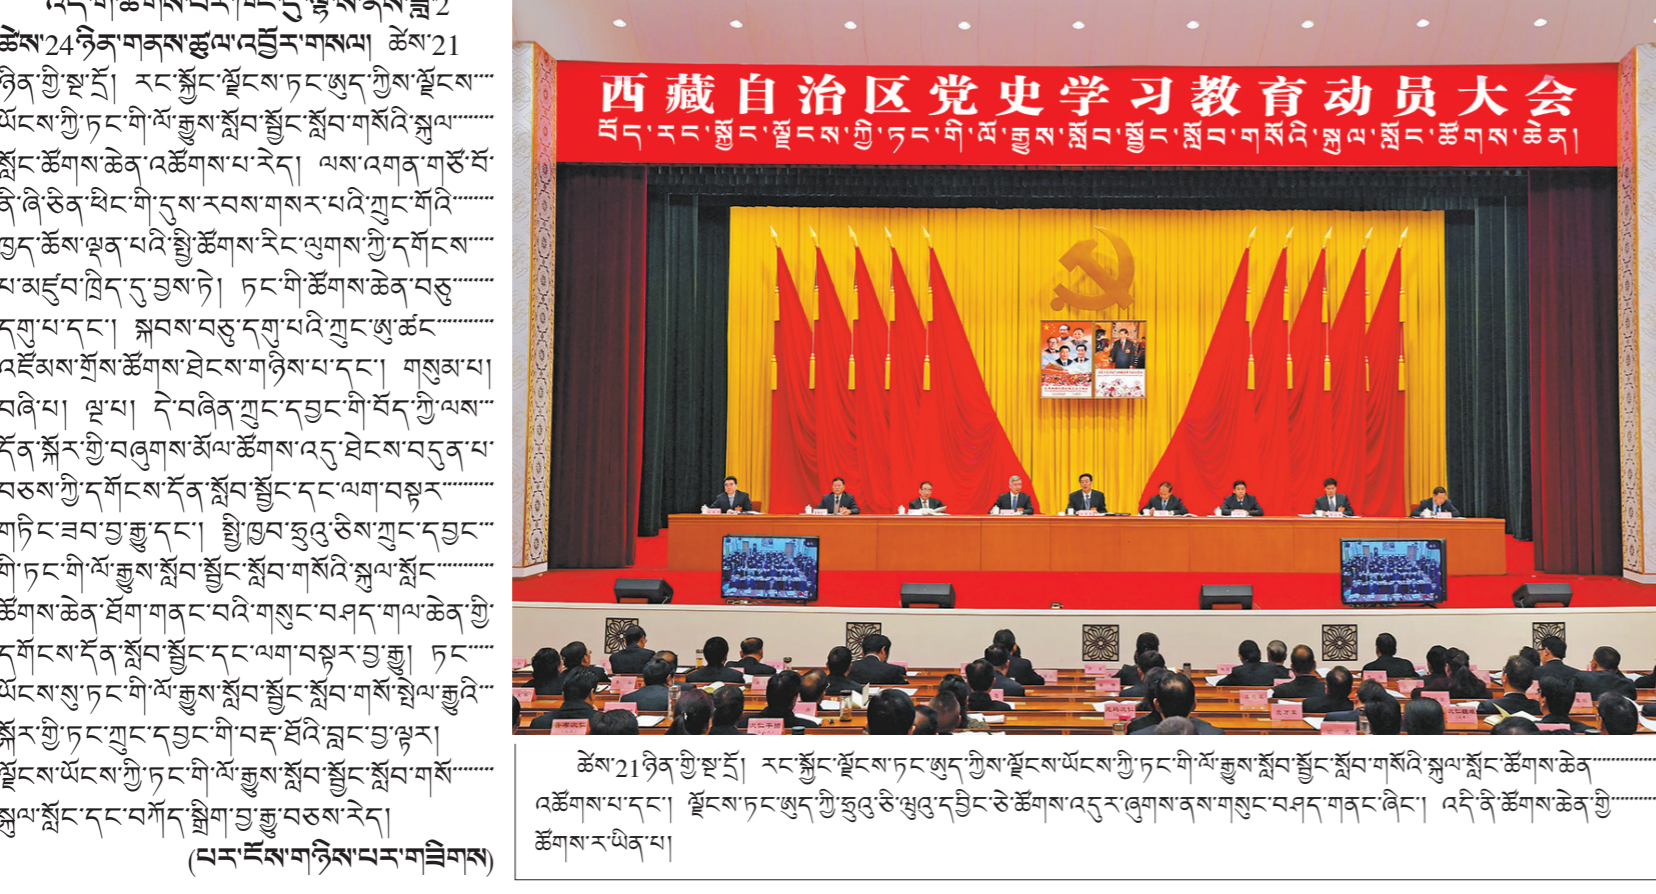 ཚེས་24ཉིན་གནས་ཚུལ་འབྱོར་གསལ། ཚེས་21
ཉིན་གྱི་སྔ་དྲོ། རང་སྐྱོང་ལྗོངས་ཏང་ཨུད་ཀྱིས་ལྗོངས་
ཡོངས་ཀྱི་ཏང་གི་ལོ་རྒྱུས་སློབ་སྦྱོང་སློབ་གསོའི་སྐུལ་
སློང་ཚོགས་ཆེན་འཚོགས་པ་རེད། ལས་འགན་གཙོ་བོ་
ནི་ཞི་ཅིན་ཕིང་གི་དུས་རབས་གསར་པའི་ཀྲུང་གོའི་
ཁྱད་ཆོས་ལྡན་པའི་སྤྱི་ཚོགས་རིང་ལུགས་ཀྱི་དགོངས་
པ་མཛུབ་ཁྲིད་དུ་བྱས་ཏེ། ཏང་གི་ཚོགས་ཆེན་བཅུ་
དགུ་པ་དང་། སྐབས་བཅུ་དགུ་པའི་ཀྲུང་ཨུ་ཚང་
འཛོམས་གྲོས་ཚོགས་ཐེངས་གཉིས་པ་དང་། གསུམ་པ།
བཞི་པ། ལྔ་པ། དེ་བཞིན་ཀྲུང་དབྱང་གི་བོད་ཀྱི་ལས་
དོན་སྐོར་གྱི་བཞུགས་མོལ་ཚོགས་འདུ་ཐེངས་བདུན་པ་
བཅས་ཀྱི་དགོངས་དོན་སློབ་སྦྱོང་དང་ལག་བསྟར་
གཏིང་ཟབ་བྱ་རྒྱུ་དང་། སྤྱི་ཁྱབ་ཧྲུའུ་ཅིས་ཀྲུང་དབྱང་
གི་ཏང་གི་ལོ་རྒྱུས་སློབ་སྦྱོང་སློབ་གསོའི་སྐུལ་སློང་
ཚོགས་ཆེན་ཐོག་གནང་བའི་གསུང་བཤད་གལ་ཆེན་གྱི་
དགོངས་དོན་སློབ་སྦྱོང་དང་ལག་བསྟར་བྱ་རྒྱུ། ཏང་
ཡོངས་སུ་ཏང་གི་ལོ་རྒྱུས་སློབ་སྦྱོང་སློབ་གསོ་སྤེལ་རྒྱུའི་
སྐོར་གྱི་ཏང་ཀྲུང་དབྱང་གི་བརྡ་ཐོའི་བླང་བྱ་ལྟར།
ལྗོངས་ཡོངས་ཀྱི་ཏང་གི་ལོ་རྒྱུས་སློབ་སྦྱོང་སློབ་གསོ་
སྐུལ་སློང་དང་བཀོད་སྒྲིག་བྱ་རྒྱུ་བཅས་རེད།
(པར་ངོས་གཉིས་པར་གཟིགས)
西藏自治区党史学习教育动员大会
བོད་རང་སྐྱོང་ལྗོངས་ཀྱི་ཏང་གི་ལོ་རྒྱུས་སློབ་སྦྱོང་སློབ་གསོའི་སྐུལ་སློང་ཚོགས་ཆེན།
ཚེས་21ཉིན་གྱི་སྔ་དྲོ། རང་སྐྱོང་ལྗོངས་ཏང་ཨུད་ཀྱིས་ལྗོངས་ཡོངས་ཀྱི་ཏང་གི་ལོ་རྒྱུས་སློབ་སྦྱོང་སློབ་གསོའི་སྐུལ་སློང་ཚོགས་ཆེན་
འཚོགས་པ་དང་། ལྗོངས་ཏང་ཨུད་ཀྱི་ཧྲུའུ་ཅི་ཝུའུ་དབྱིང་ཅེ་ཚོགས་འདུར་ཞུགས་ནས་གསུང་བཤད་གནང་ཞིང་། འདི་ནི་ཚོགས་ཆེན་གྱི་
ཚོགས་ར་ཡིན་པ།